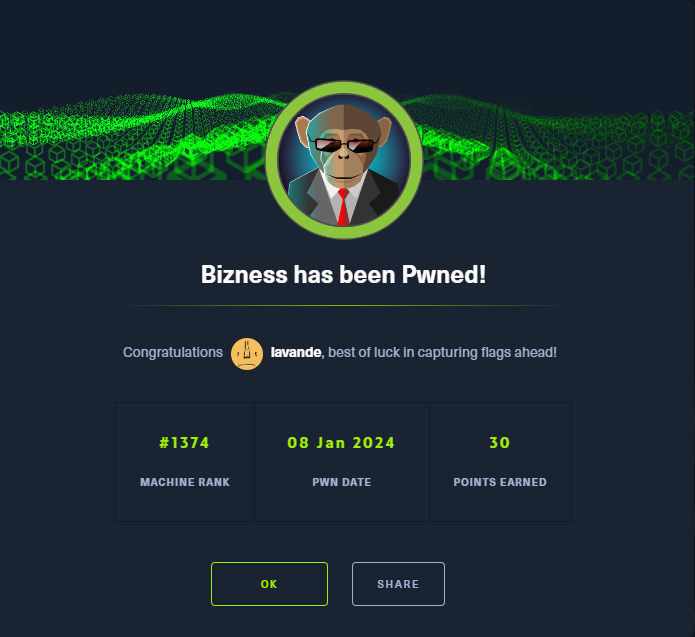 Bizness has been Pwned!
Congratulations lavande, best of luck in capturing flags ahead!
#1374 08 Jan 2024 30
MACHINE RANK PWN DATE POINTS EARNED
OK SHARE